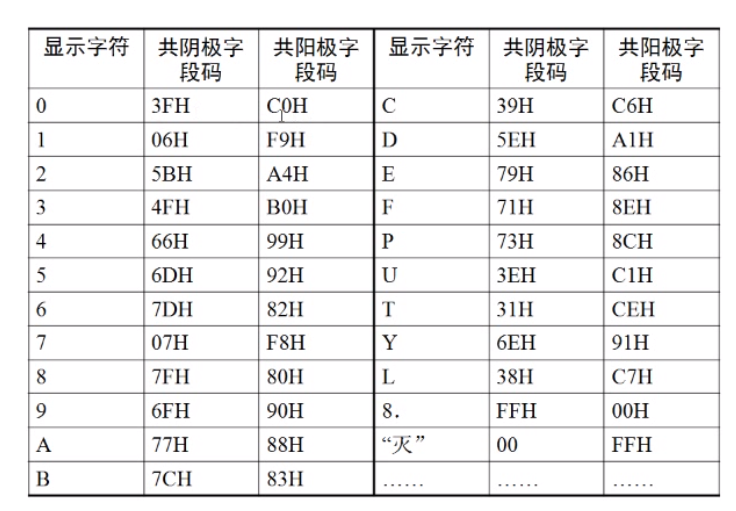 显示字符 共阴极字段码 共阳极字段码 显示字符 共阴极字段码 共阳极字段码
0 3FH C0H C 39H C6H
1 06H F9H D 5EH A1H
2 5BH A4H E 79H 86H
3 4FH B0H F 71H 8EH
4 66H 99H P 73H 8CH
5 6DH 92H U 3EH C1H
6 7DH 82H T 31H CEH
7 07H F8H Y 6EH 91H
8 7FH 80H L 38H C7H
9 6FH 90H 8. FFH 00H
A 77H 88H “灭” 00 FFH
B 7CH 83H …… …… ……